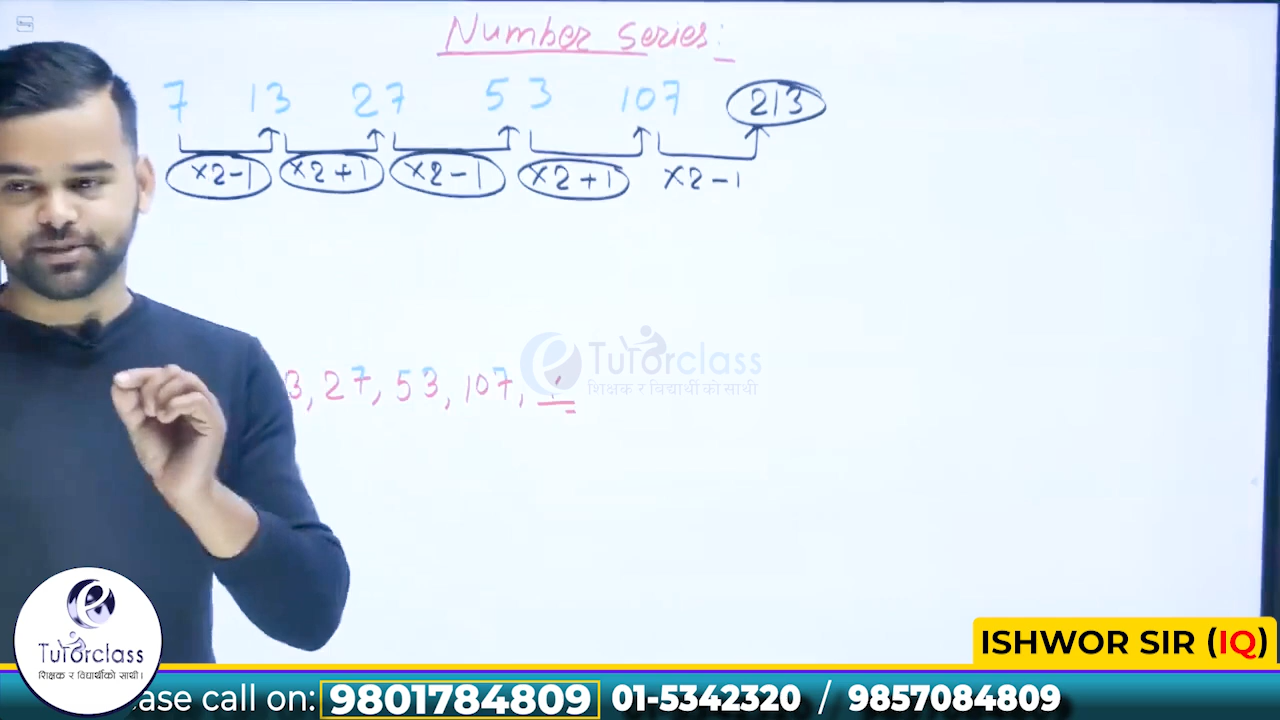 Number Series:
7 13 27 53 107 213
×2-1 ×2+1 ×2-1 ×2+1 ×2-1
Tutorclass
शिक्षक र विद्यार्थीको साथी
3, 27, 53, 107, ?
ISHWOR SIR (IQ)
Tutorclass
शिक्षक र विद्यार्थीको साथी।
ase call on: 9801784809 01-5342320 / 9857084809